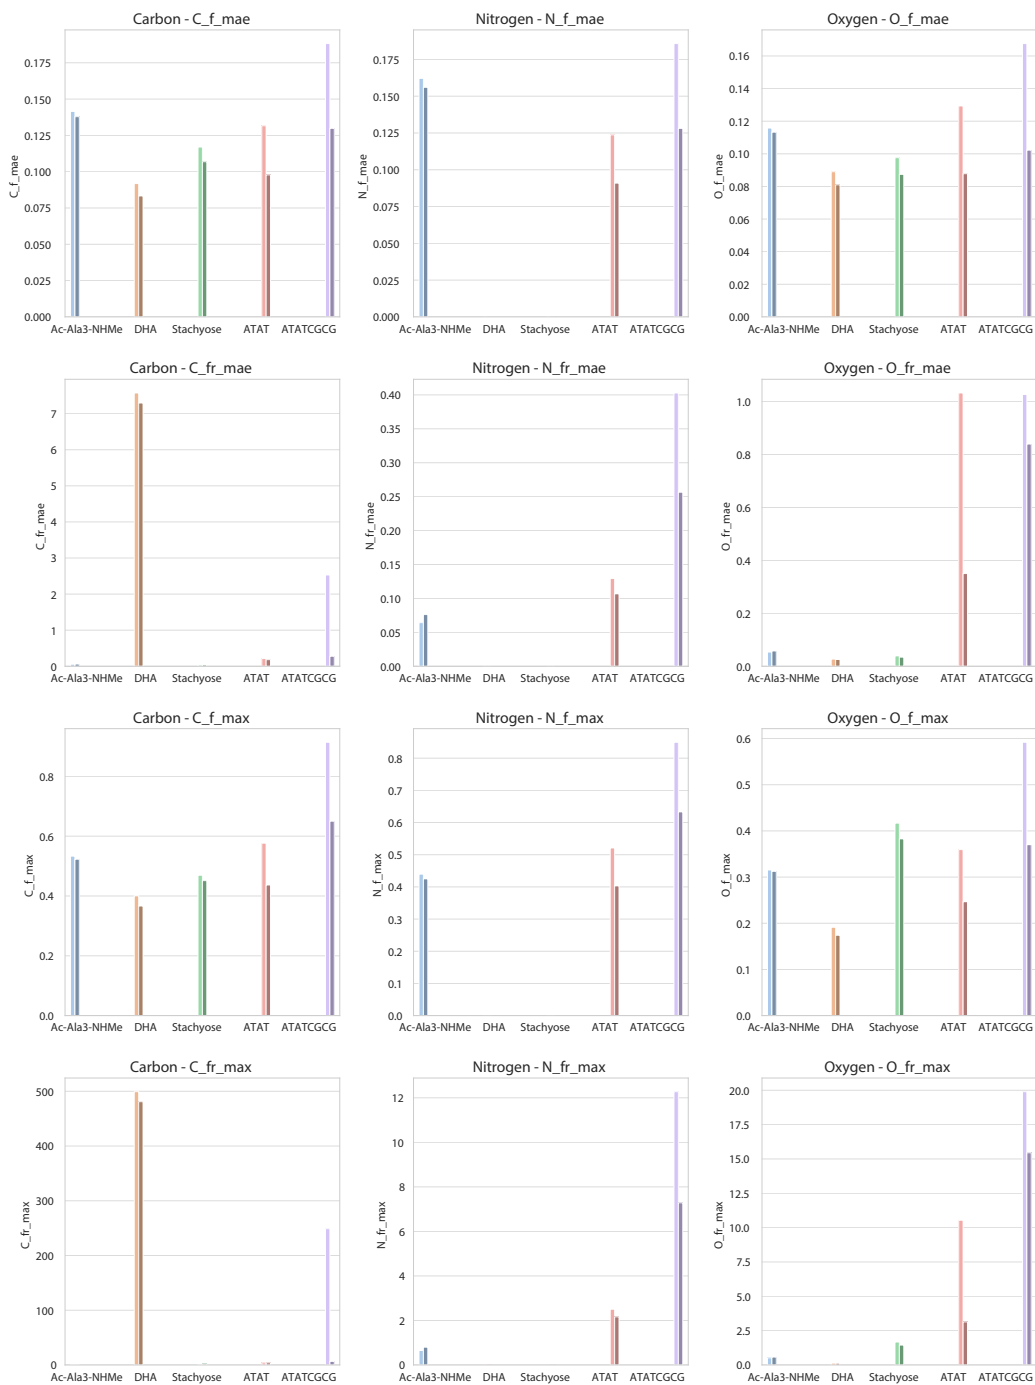 Carbon - C_f_mae
C_f_mae
0.175
0.150
0.125
0.100
0.075
0.050
0.025
0.000
Ac-Ala3-NHMe DHA Stachyose ATAT ATATCGCG
Nitrogen - N_f_mae
N_f_mae
0.175
0.150
0.125
0.100
0.075
0.050
0.025
0.000
Ac-Ala3-NHMe DHA Stachyose ATAT ATATCGCG
Oxygen - O_f_mae
O_f_mae
0.16
0.14
0.12
0.10
0.08
0.06
0.04
0.02
0.00
Ac-Ala3-NHMe DHA Stachyose ATAT ATATCGCG
Carbon - C_fr_mae
C_fr_mae
7
6
5
4
3
2
1
0
Ac-Ala3-NHMe DHA Stachyose ATAT ATATCGCG
Nitrogen - N_fr_mae
N_fr_mae
0.40
0.35
0.30
0.25
0.20
0.15
0.10
0.05
0.00
Ac-Ala3-NHMe DHA Stachyose ATAT ATATCGCG
Oxygen - O_fr_mae
O_fr_mae
1.0
0.8
0.6
0.4
0.2
0.0
Ac-Ala3-NHMe DHA Stachyose ATAT ATATCGCG
Carbon - C_f_max
C_f_max
0.8
0.6
0.4
0.2
0.0
Ac-Ala3-NHMe DHA Stachyose ATAT ATATCGCG
Nitrogen - N_f_max
N_f_max
0.8
0.7
0.6
0.5
0.4
0.3
0.2
0.1
0.0
Ac-Ala3-NHMe DHA Stachyose ATAT ATATCGCG
Oxygen - O_f_max
O_f_max
0.6
0.5
0.4
0.3
0.2
0.1
0.0
Ac-Ala3-NHMe DHA Stachyose ATAT ATATCGCG
Carbon - C_fr_max
C_fr_max
500
400
300
200
100
0
Ac-Ala3-NHMe DHA Stachyose ATAT ATATCGCG
Nitrogen - N_fr_max
N_fr_max
12
10
8
6
4
2
0
Ac-Ala3-NHMe DHA Stachyose ATAT ATATCGCG
Oxygen - O_fr_max
O_fr_max
20.0
17.5
15.0
12.5
10.0
7.5
5.0
2.5
0.0
Ac-Ala3-NHMe DHA Stachyose ATAT ATATCGCG